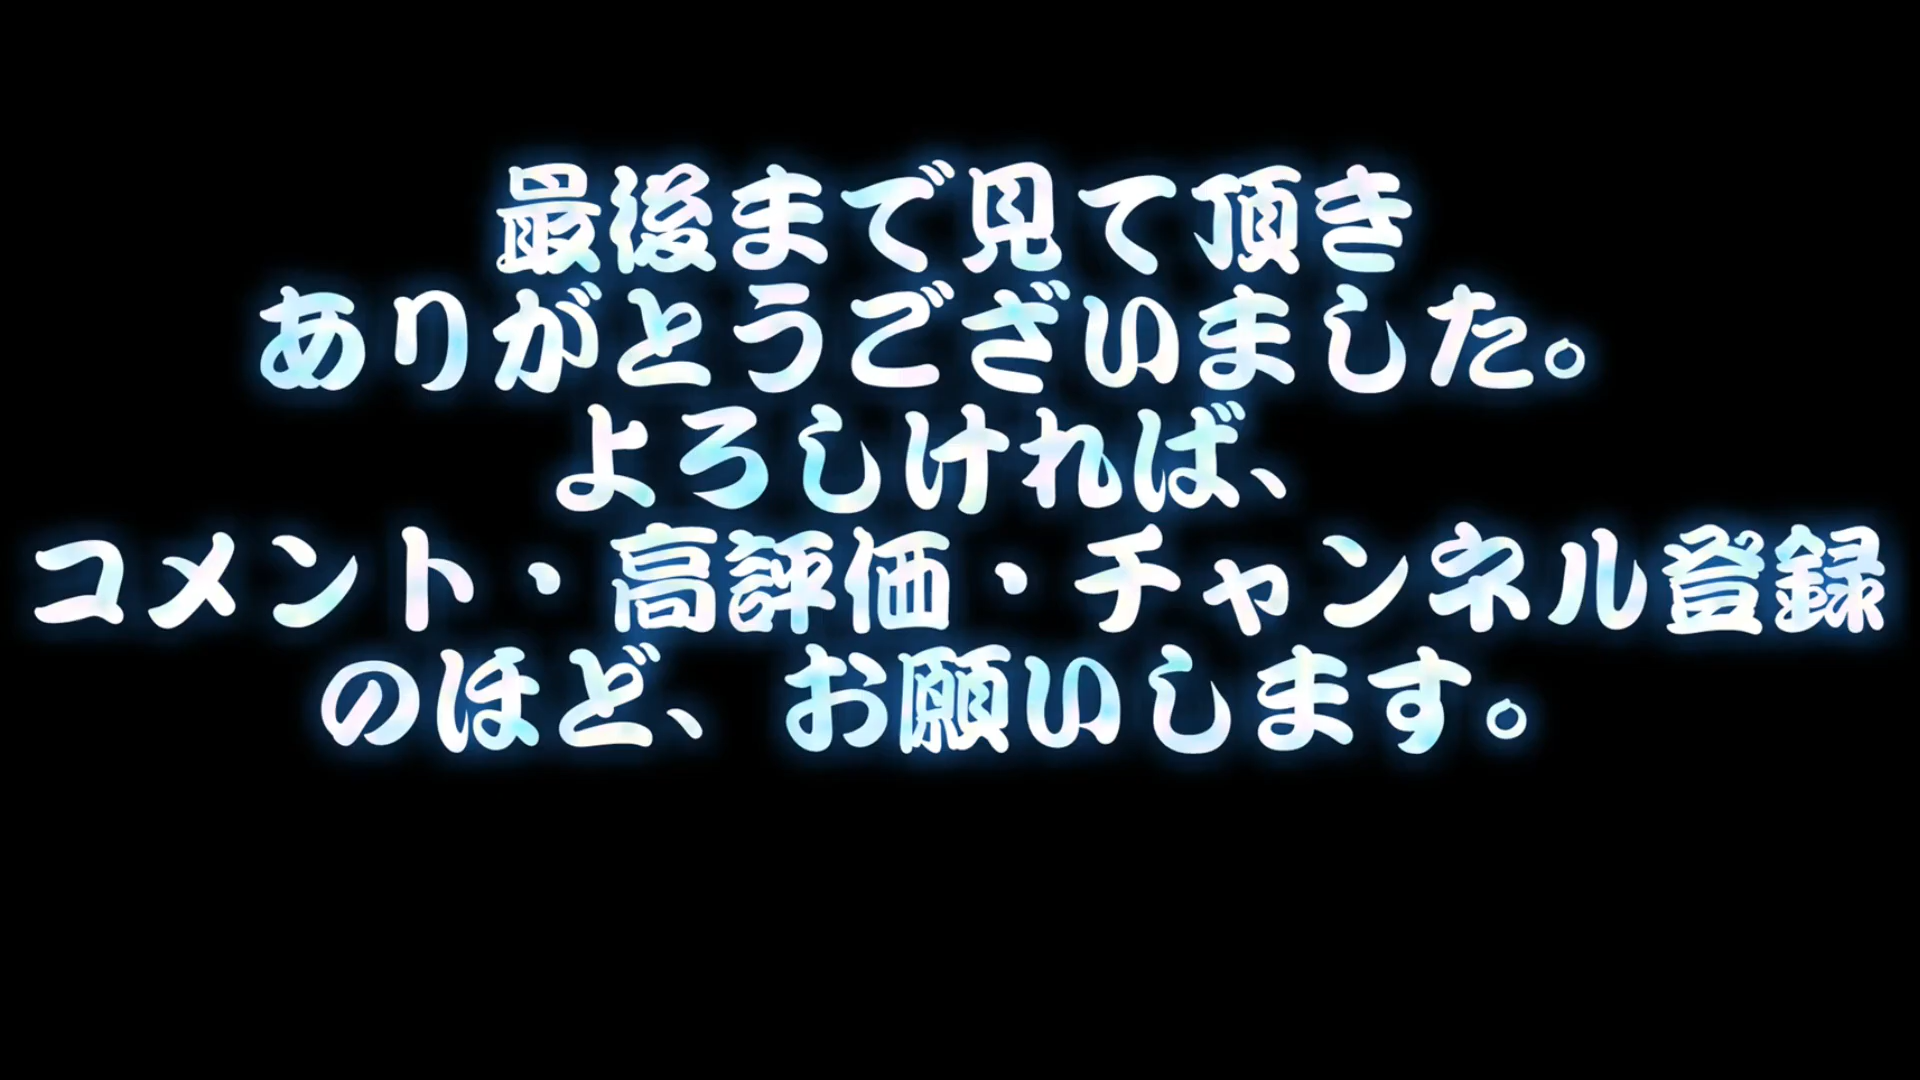 最後まで見て頂き
ありがとうございました。
よろしければ、
コメント・高評価・チャンネル登録
のほど、お願いします。